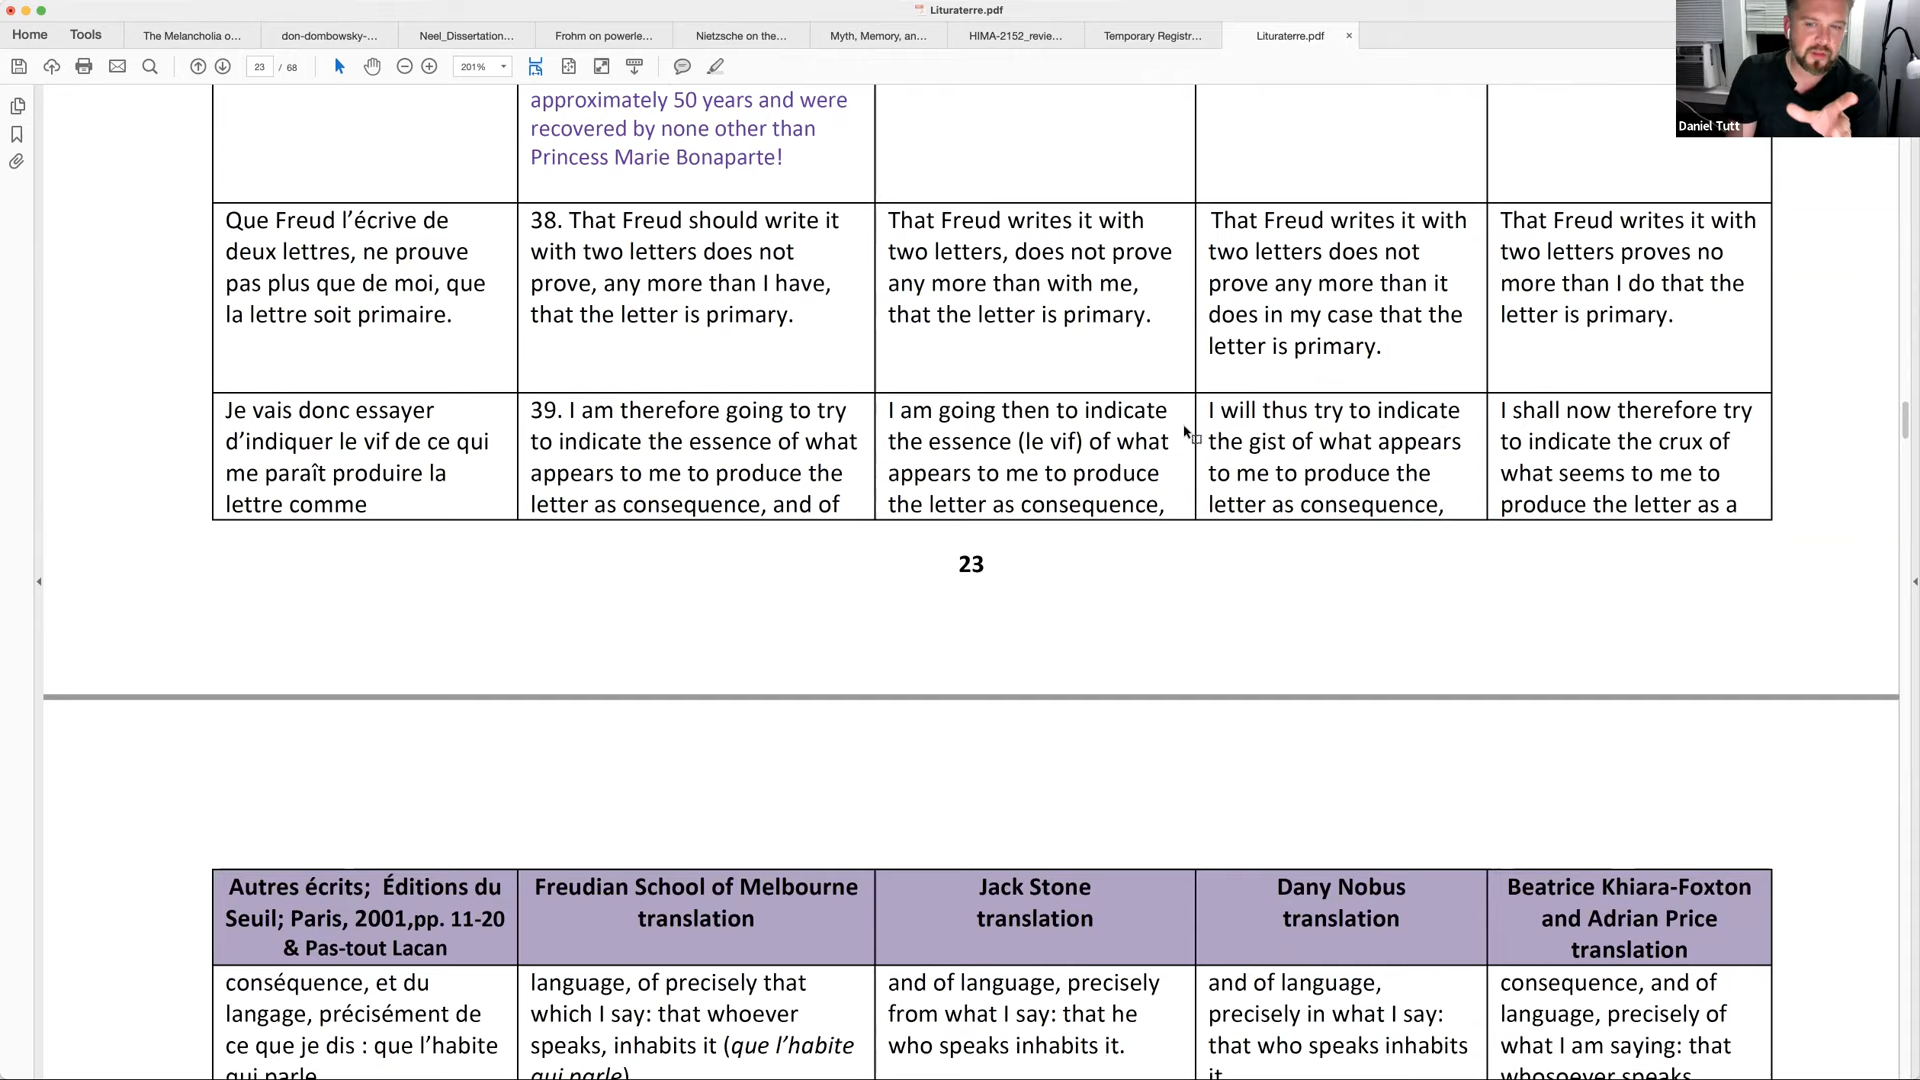 Lituraterre.pdf
Home
Tools
The Melancholia o...
don-dombowsky-...
Neel_Dissertation...
Frohm on powerle...
Nietzsche on the...
Myth, Memory, an...
HIMA-2152_revie...
Temporary Registr...
Lituraterre.pdf
23 / 68
201%
Daniel Tutt
approximately 50 years and were
recovered by none other than
Princess Marie Bonaparte!
Que Freud l’écrive de
deux lettres, ne prouve
pas plus que de moi, que
la lettre soit primaire.
38. That Freud should write it
with two letters does not
prove, any more than I have,
that the letter is primary.
That Freud writes it with
two letters, does not prove
any more than with me,
that the letter is primary.
That Freud writes it with
two letters does not
prove any more than it
does in my case that the
letter is primary.
That Freud writes it with
two letters proves no
more than I do that the
letter is primary.
Je vais donc essayer
d’indiquer le vif de ce qui
me paraît produire la
lettre comme
39. I am therefore going to try
to indicate the essence of what
appears to me to produce the
letter as consequence, and of
I am going then to indicate
the essence (le vif) of what
appears to me to produce
the letter as consequence,
I will thus try to indicate
the gist of what appears
to me to produce the
letter as consequence,
I shall now therefore try
to indicate the crux of
what seems to me to
produce the letter as a
23
Autres écrits; Éditions du
Seuil; Paris, 2001,pp. 11-20
& Pas-tout Lacan
Freudian School of Melbourne
translation
Jack Stone
translation
Dany Nobus
translation
Beatrice Khiara-Foxton
and Adrian Price
translation
conséquence, et du
langage, précisément de
ce que je dis : que l’habite
qui parle
language, of precisely that
which I say: that whoever
speaks, inhabits it (que l’habite
qui parle)
and of language, precisely
from what I say: that he
who speaks inhabits it.
and of language,
precisely in what I say:
that who speaks inhabits
it.
consequence, and of
language, precisely of
what I am saying: that
whosoever speaks